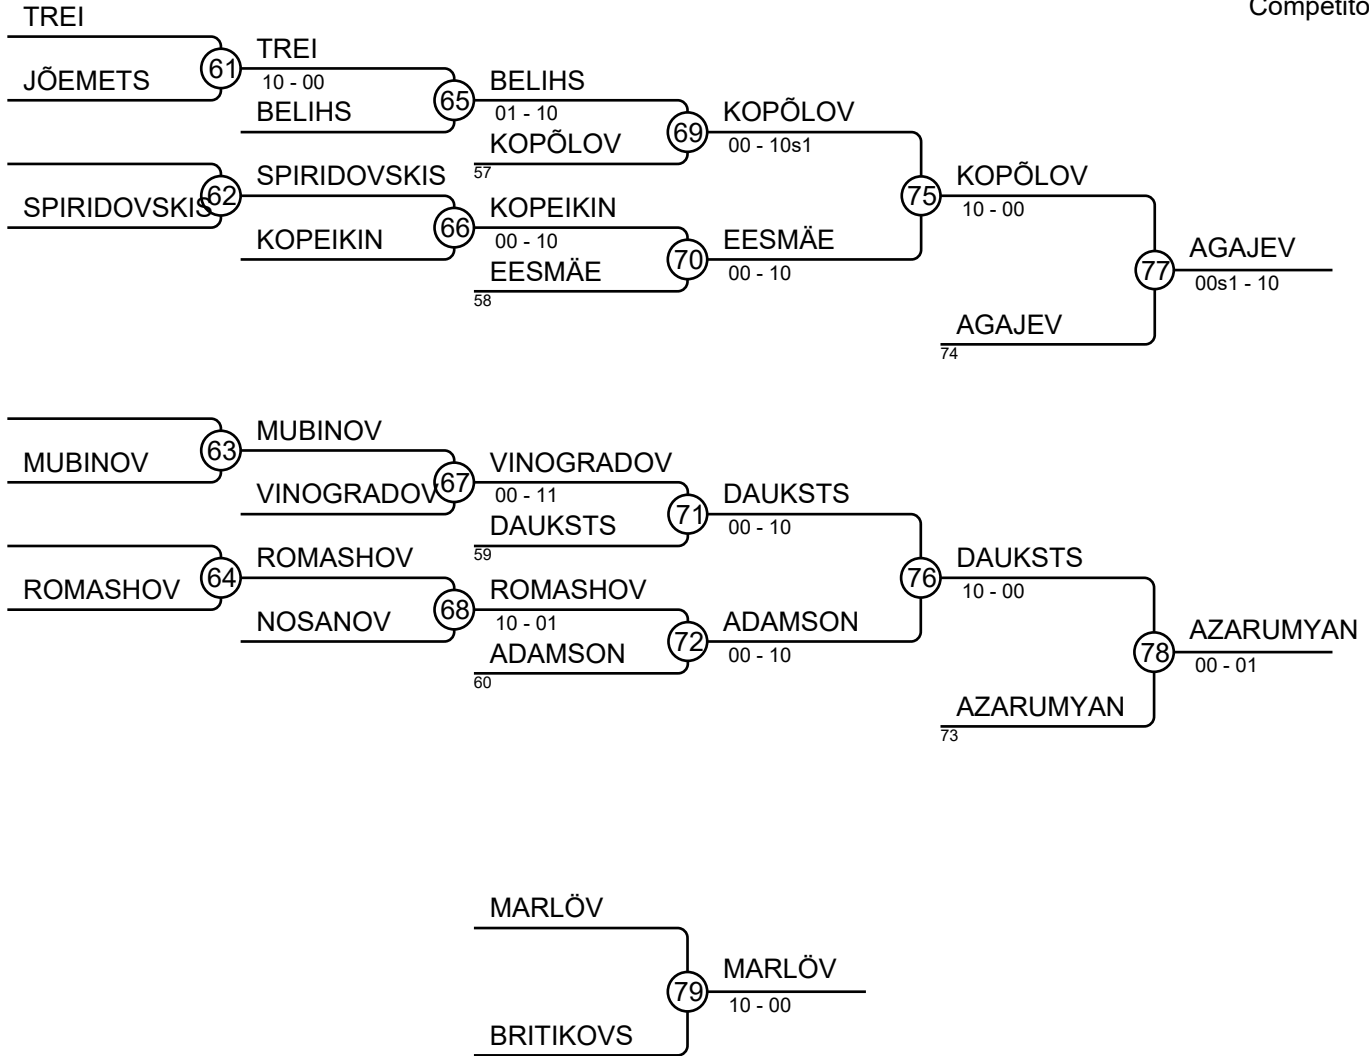 Competito
TREI
61
TREI
JÕEMETS
10 - 00
BELIHS
65
BELIHS
01 - 10
KOPÕLOV
57
69
KOPÕLOV
00 - 10s1
62
SPIRIDOVSKIS
SPIRIDOVSKIS
KOPEIKIN
66
KOPEIKIN
00 - 10
EESMÄE
58
70
EESMÄE
00 - 10
75
KOPÕLOV
10 - 00
AGAJEV
74
77
AGAJEV
00s1 - 10
63
MUBINOV
MUBINOV
VINOGRADOV
67
VINOGRADOV
00 - 11
DAUKSTS
59
71
DAUKSTS
00 - 10
64
ROMASHOV
ROMASHOV
NOSANOV
68
ROMASHOV
10 - 01
ADAMSON
60
72
ADAMSON
00 - 10
76
DAUKSTS
10 - 00
AZARUMYAN
73
78
AZARUMYAN
00 - 01
MARLÖV
79
MARLÖV
10 - 00
BRITIKOVS